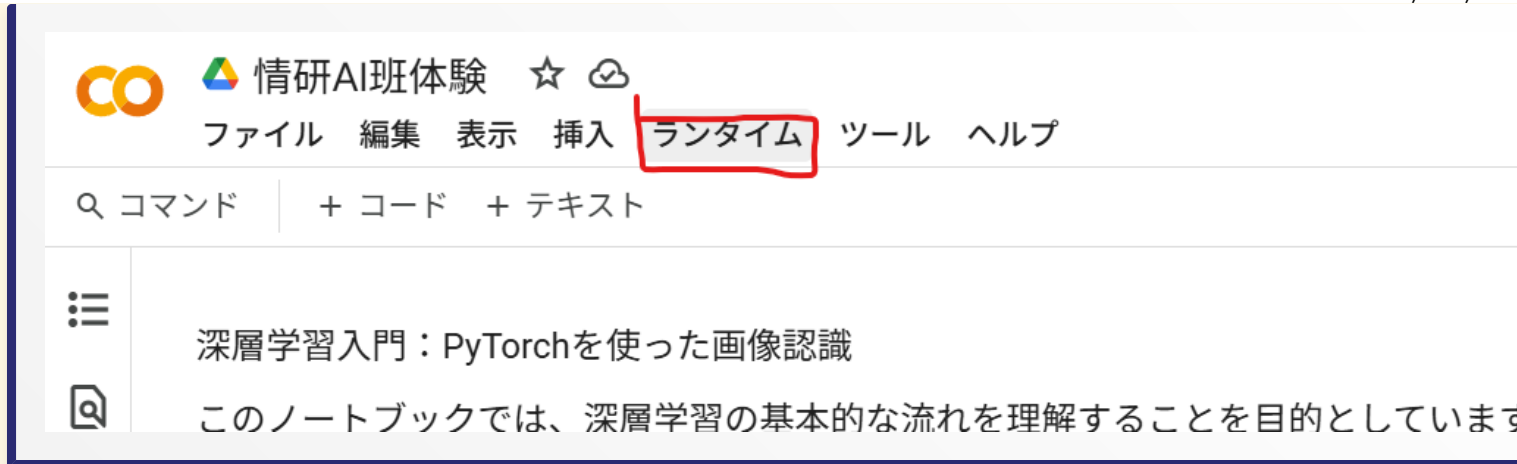 情研AI班体験
ファイル 編集 表示 挿入 ランタイム ツール ヘルプ
コマンド + コード + テキスト
深層学習入門：PyTorchを使った画像認識
このノートブックでは、深層学習の基本的な流れを理解することを目的としています